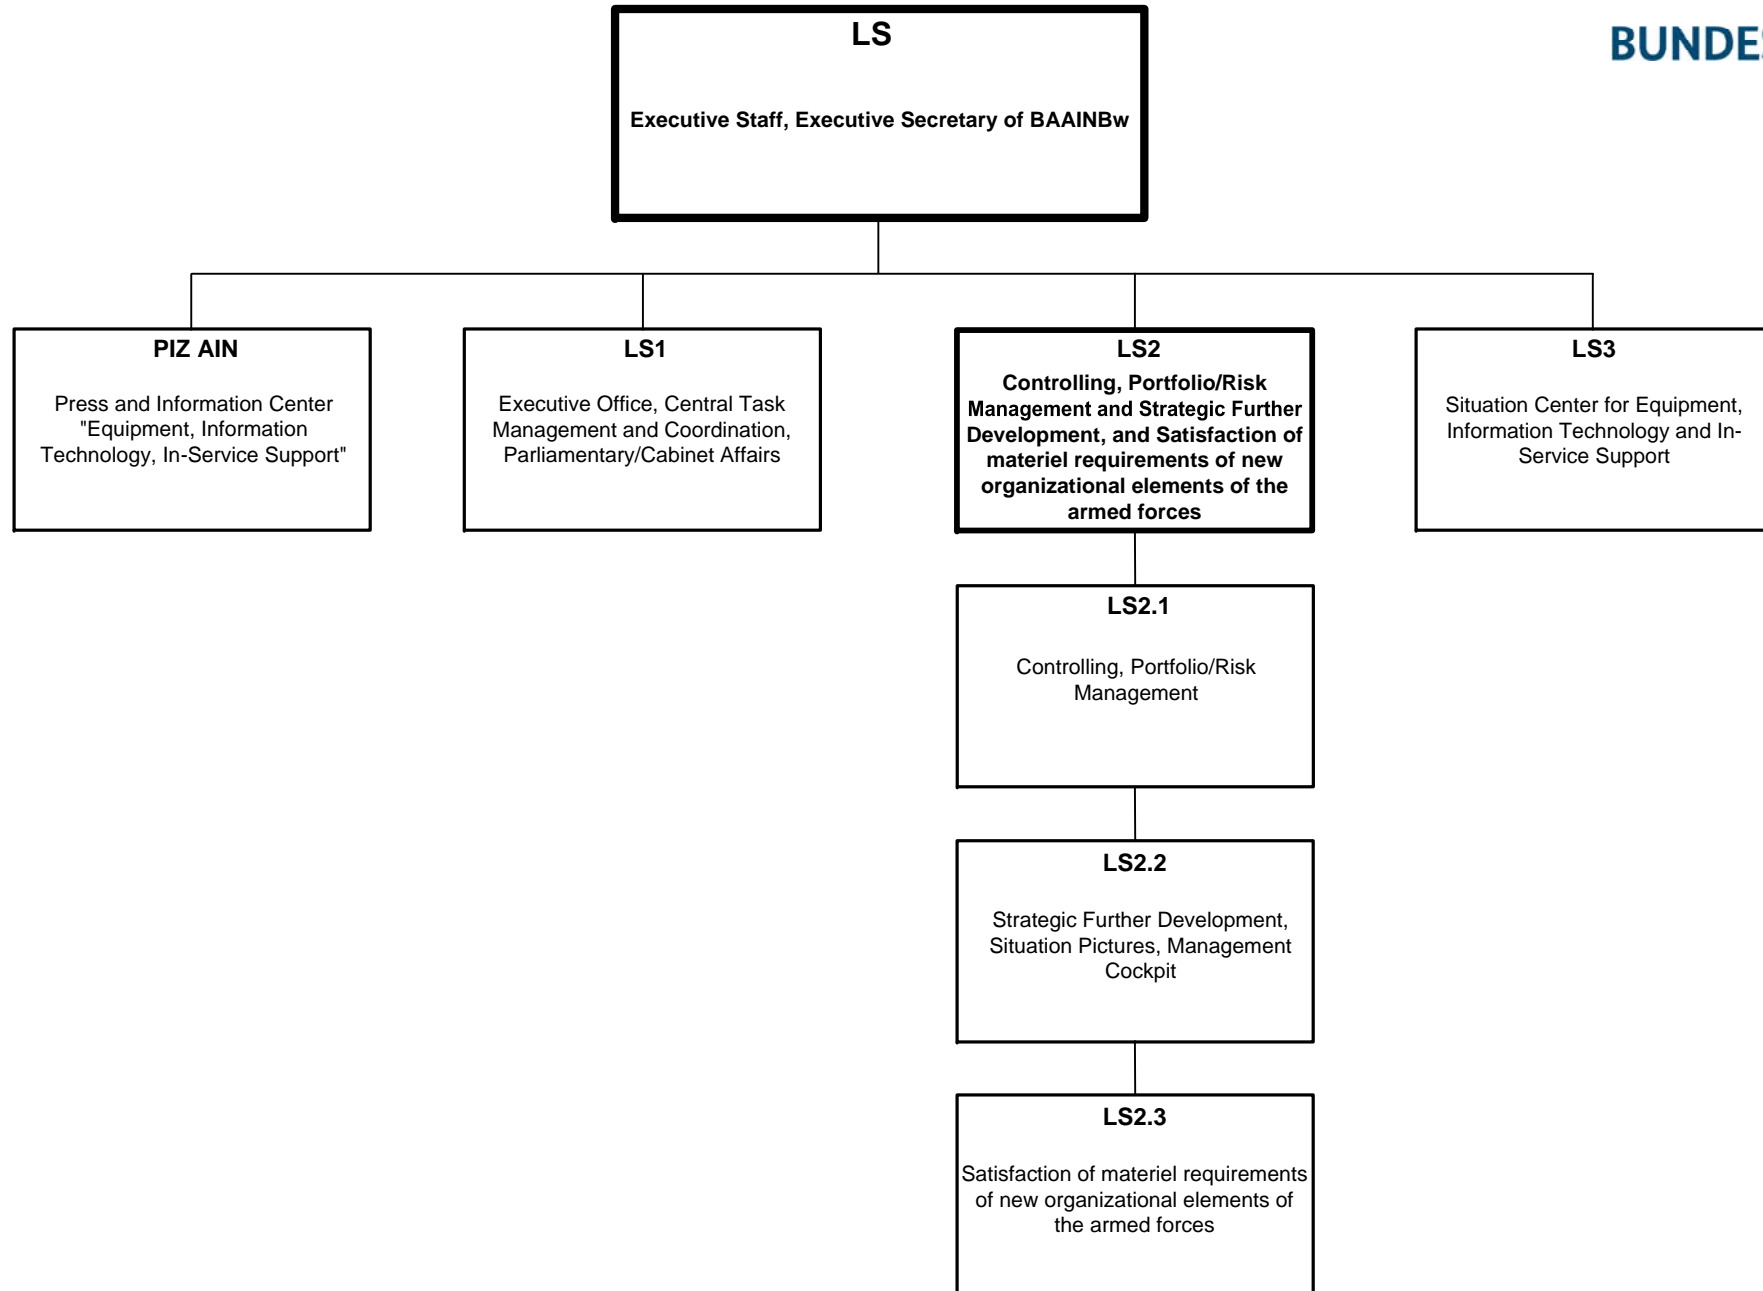 LS
Executive Staff, Executive Secretary of BAAINBw
BUNDES
PIZ AIN
Press and Information Center
"Equipment, Information
Technology, In-Service Support"
LS1
Executive Office, Central Task
Management and Coordination,
Parliamentary/Cabinet Affairs
LS2
Controlling, Portfolio/Risk
Management and Strategic Further
Development, and Satisfaction of
materiel requirements of new
organizational elements of the
armed forces
LS3
Situation Center for Equipment,
Information Technology and In-
Service Support
LS2.1
Controlling, Portfolio/Risk
Management
LS2.2
Strategic Further Development,
Situation Pictures, Management
Cockpit
LS2.3
Satisfaction of materiel requirements
of new organizational elements of
the armed forces